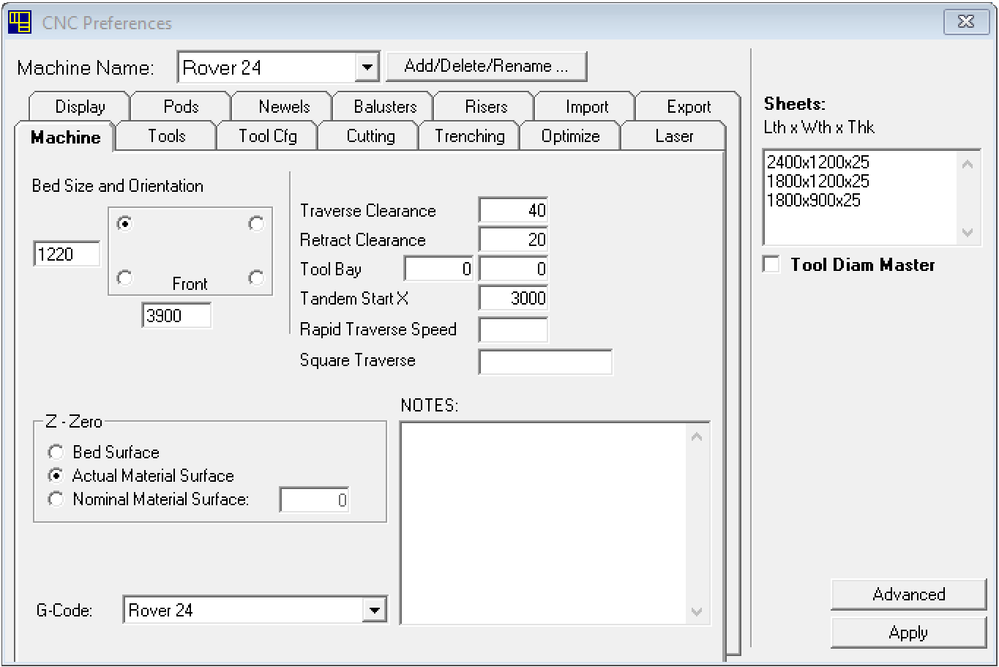 CNC Preferences
Machine Name: Rover 24 Add/Delete/Rename ...
Display Pods Newels Balusters Risers Import Export
Machine Tools Tool Cfg Cutting Trenching Optimize Laser
Bed Size and Orientation
1220
Front
3900
Traverse Clearance 40
Retract Clearance 20
Tool Bay 0 0
Tandem Start X 3000
Rapid Traverse Speed
Square Traverse
Z - Zero
Bed Surface
Actual Material Surface
Nominal Material Surface: 0
NOTES:
G-Code: Rover 24
Sheets:
Lth x Wth x Thk
2400x1200x25
1800x1200x25
1800x900x25
Tool Diam Master
Advanced
Apply